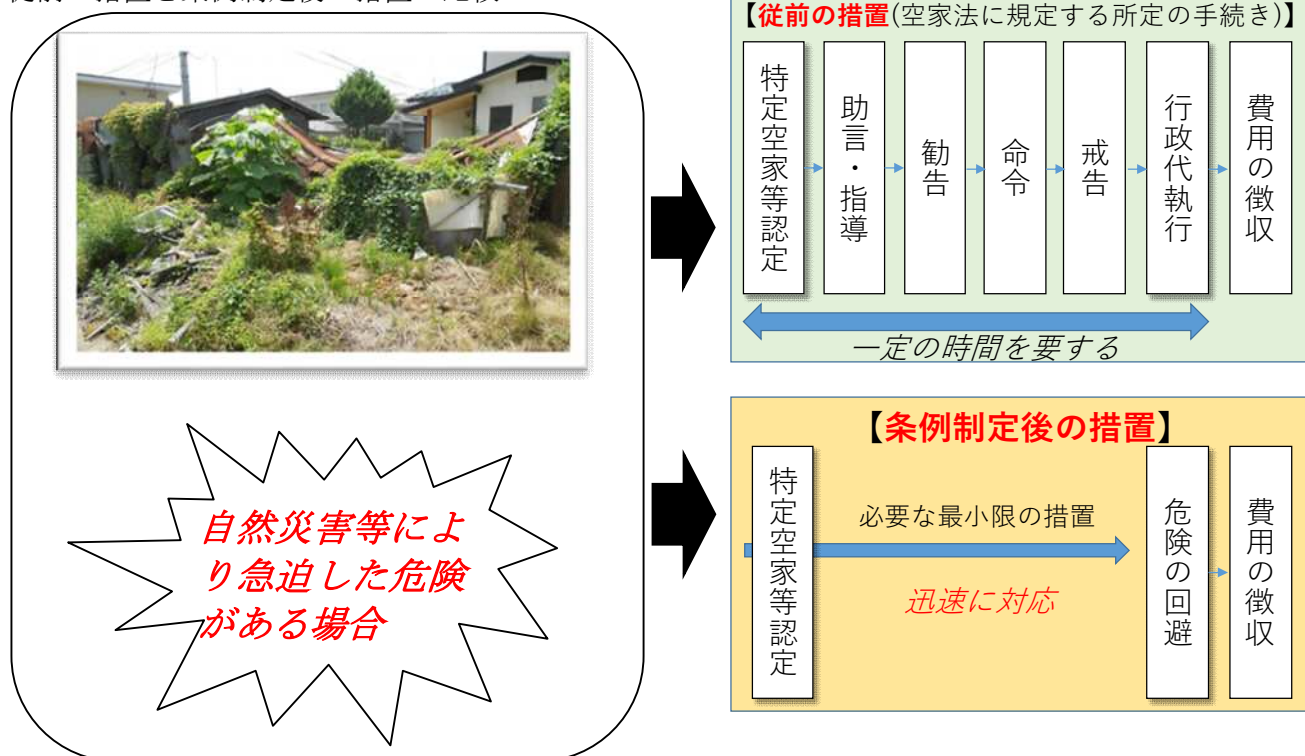 【従前の措置(空家法に規定する所定の手続き)】
特定空家等認定
助言・指導
勧告
命令
戒告
行政代執行
費用の徴収
一定の時間を要する
自然災害等によ
り急迫した危険
がある場合
【条例制定後の措置】
特定空家等認定
必要な最小限の措置
迅速に対応
危険の回避
費用の徴収